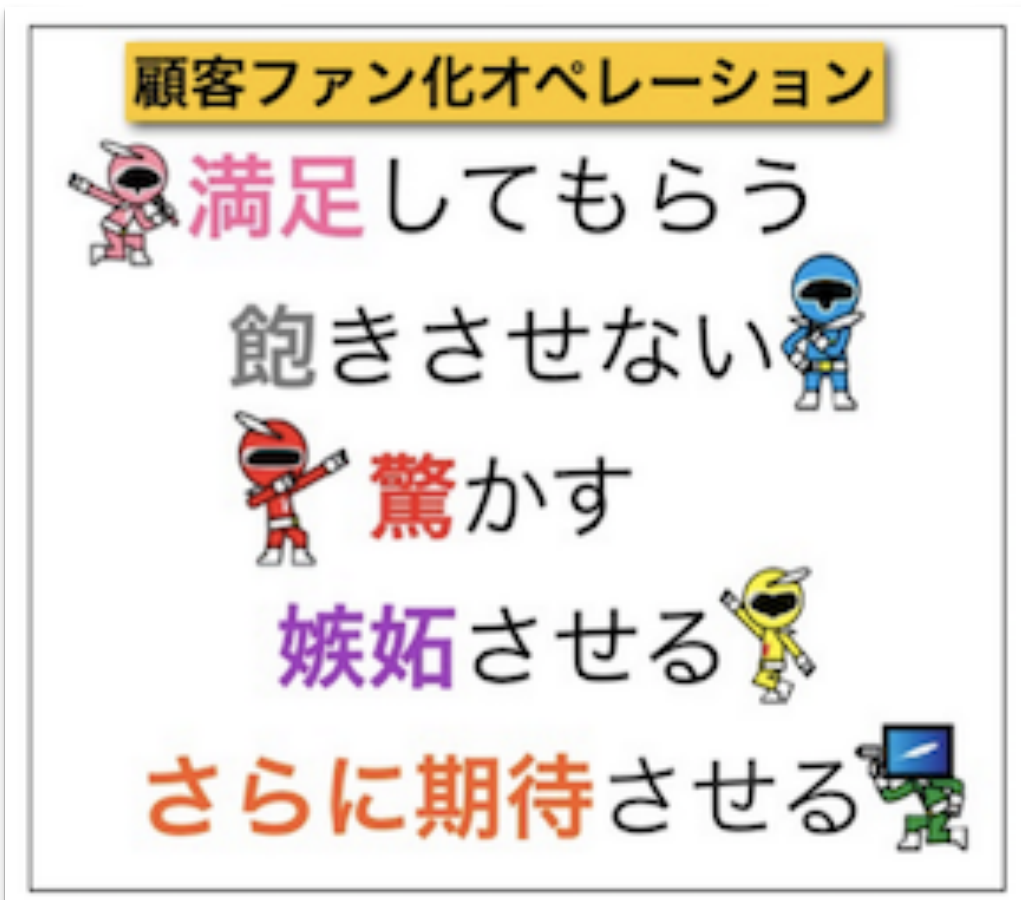 顧客ファン化オペレーション
満足してもらう
飽きさせない
驚かす
嫉妬させる
さらに期待させる